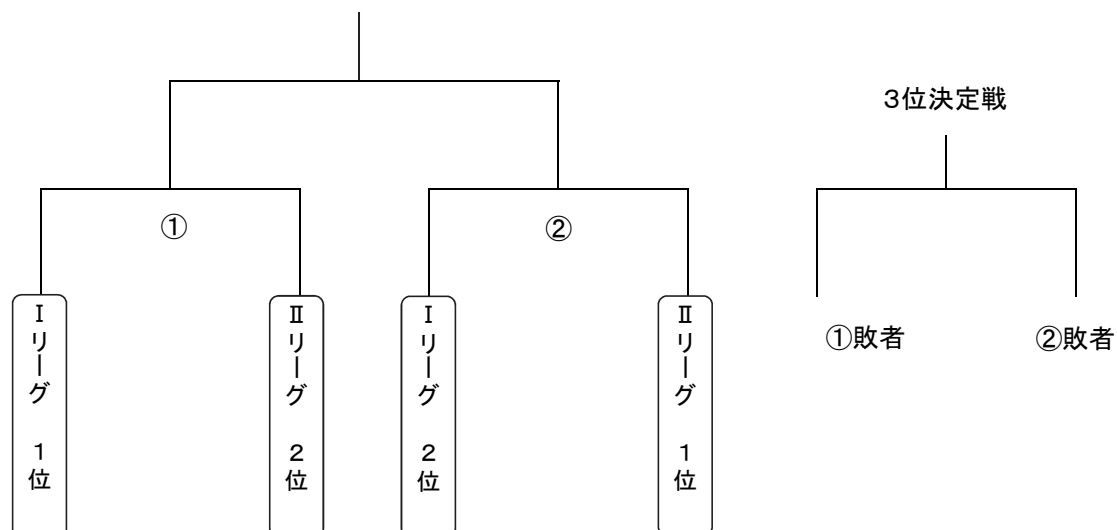 3位決定戦
①
②
Ⅰリーグ 1位
Ⅱリーグ 2位
Ⅰリーグ 2位
Ⅱリーグ 1位
①敗者
②敗者